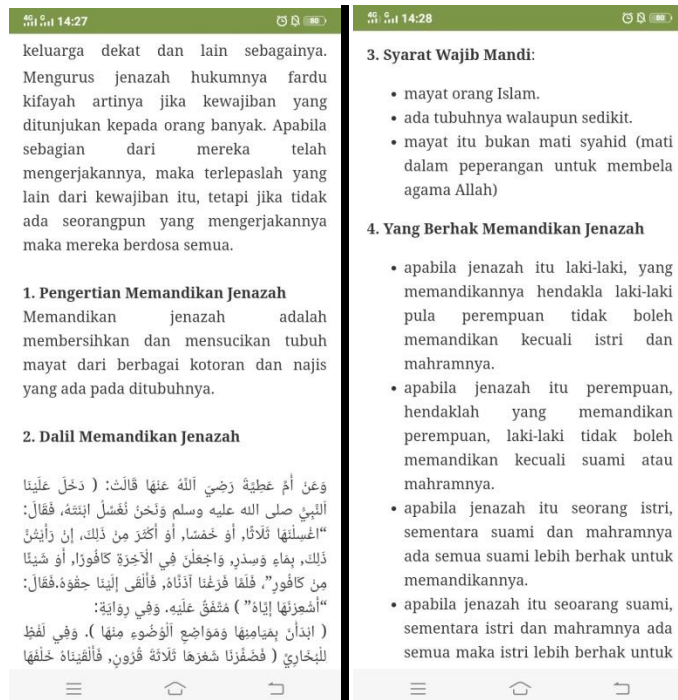 4G G 14:27
80
keluarga dekat dan lain sebagainya.
Mengurus jenazah hukumnya fardu
kifayah artinya jika kewajiban yang
ditunjukan kepada orang banyak. Apabila
sebagian dari mereka telah
mengerjakannya, maka terlepaslah yang
lain dari kewajiban itu, tetapi jika tidak
ada seorangpun yang mengerjakannya
maka mereka berdosa semua.
1. Pengertian Memandikan Jenazah
Memandikan jenazah adalah
membersihkan dan mensucikan tubuh
mayat dari berbagai kotoran dan najis
yang ada pada ditubuhnya.
2. Dalil Memandikan Jenazah
وَعَنْ أُمِّ عَطِيَّةَ رَضِيَ اَللَّهُ عَنْهَا قَالَتْ: ( دَخَلَ عَلَيْنَا
اَلنَّبِيُّ صلى الله عليه وسلم وَنَحْنُ نُغَسِّلُ ابْنَتَهُ، فَقَالَ:
“اغْسِلْنَهَا ثَلَاثًا, أَوْ خَمْسًا, أَوْ أَكْثَرَ مِنْ ذَلِكَ، إِنْ رَأَيْتُنَّ
ذَلِكَ, بِمَاءٍ وَسِدْرٍ, وَاجْعَلْنَ فِي الْآخِرَةِ كَافُورًا, أَوْ شَيْئًا
مِنْ كَافُورٍ”, فَلَمَّا فَرَغْنَا آذَنَّاهُ, فَأَلْقَى إِلَيْنَا حِقْوَهُ.فَقَالَ:
“أَشْعِرْنَهَا إِيَّاهُ” ) مُتَّفَقٌ عَلَيْهِ. وَفِي رِوَايَةٍ:
( ابْدَأْنَ بِمَيَامِنِهَا وَمَوَاضِعِ اَلْوُضُوءِ مِنْهَا ). وَفِي لَفْظٍ
لِلْبُخَارِيِّ ( فَضَفَّرْنَا شَعْرَهَا ثَلَاثَةَ قُرُونٍ, فَأَلْقَيْنَاهُ خَلْفَهَا
4G G 14:28
80
3. Syarat Wajib Mandi:
• mayat orang Islam.
• ada tubuhnya walaupun sedikit.
• mayat itu bukan mati syahid (mati
dalam peperangan untuk membela
agama Allah)
4. Yang Berhak Memandikan Jenazah
• apabila jenazah itu laki-laki, yang
memandikannya hendakla laki-laki
pula perempuan tidak boleh
memandikan kecuali istri dan
mahramnya.
• apabila jenazah itu perempuan,
hendaklah yang memandikan
perempuan, laki-laki tidak boleh
memandikan kecuali suami atau
mahramnya.
• apabila jenazah itu seorang istri,
sementara suami dan mahramnya
ada semua suami lebih berhak untuk
memandikannya.
• apabila jenazah itu seoarang suami,
sementara istri dan mahramnya ada
semua maka istri lebih berhak untuk